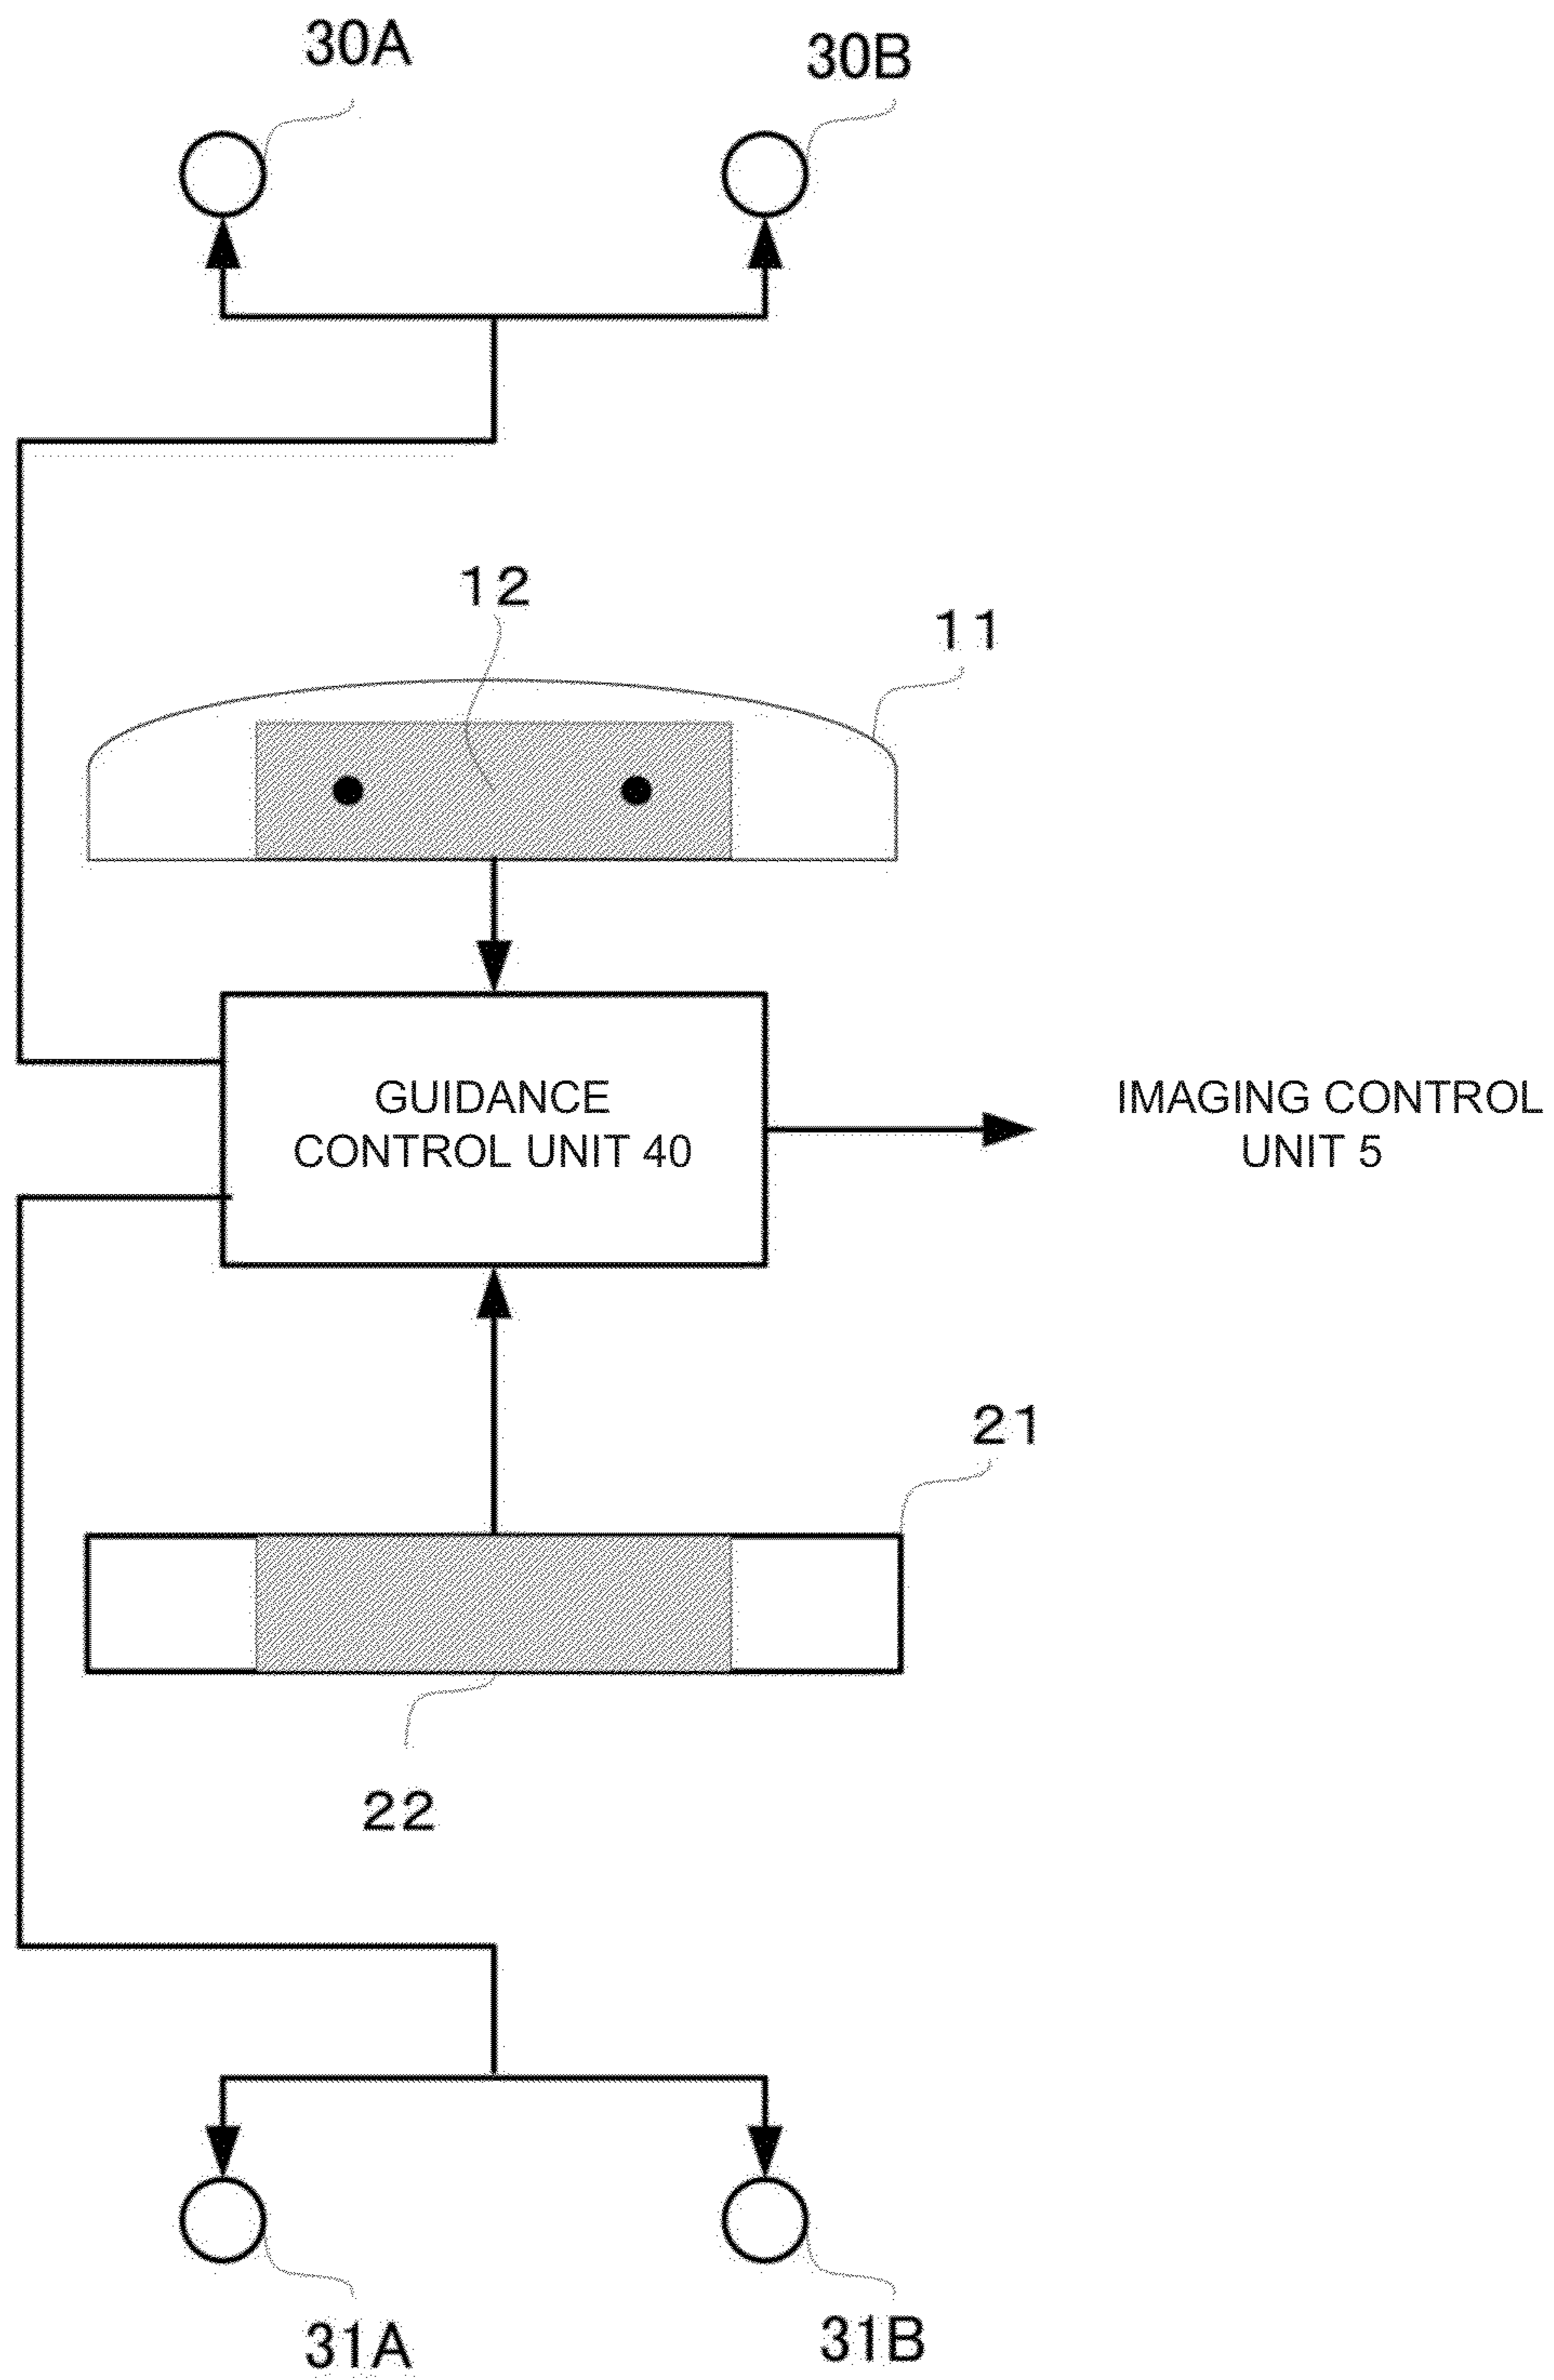 30A
30B
12
11
GUIDANCE
CONTROL UNIT 40
IMAGING CONTROL
UNIT 5
21
22
31A
31B